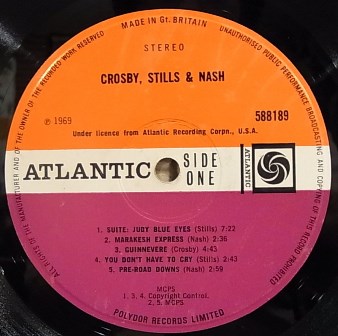 MADE IN GT. BRITAIN
ALL RIGHTS OF THE MANUFACTURER AND OF THE OWNER OF THE RECORDED WORK RESERVED
UNAUTHORISED PUBLIC PERFORMANCE BROADCASTING AND COPYING OF THIS RECORD PROHIBITED
STEREO
CROSBY, STILLS & NASH
℗ 1969
588189
Under licence from Atlantic Recording Corpn., U.S.A.
ATLANTIC
SIDE
ONE
ATLANTIC
1. SUITE: JUDY BLUE EYES (Stills) 7:22
2. MARAKESH EXPRESS (Nash) 2:36
3. GUINNEVERE (Crosby) 4:43
4. YOU DON'T HAVE TO CRY (Stills) 2:43
5. PRE-ROAD DOWNS (Nash) 2:59
MCPS
1. 3. 4. Copyright Control.
2. 5. MCPS
POLYDOR RECORDS LIMITED